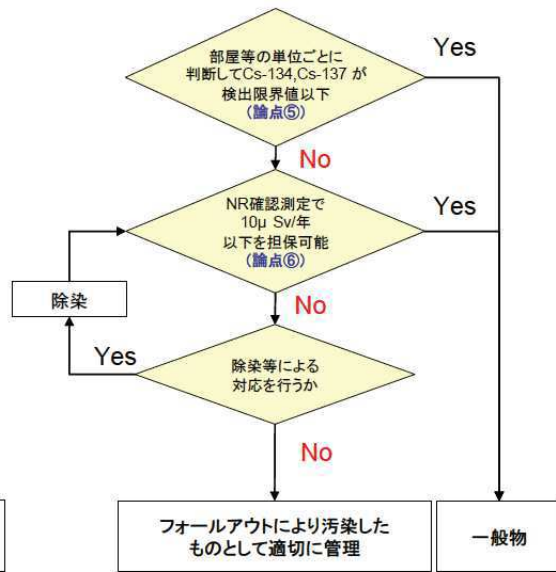 部屋等の単位ごとに
判断してCs-134,Cs-137 が
検出限界値以下
(論点⑤)
Yes
No
NR確認測定で
10μ Sv/年
以下を担保可能
(論点⑥)
Yes
除染
No
Yes
除染等による
対応を行うか
No
フォールアウトにより汚染した
ものとして適切に管理
一般物